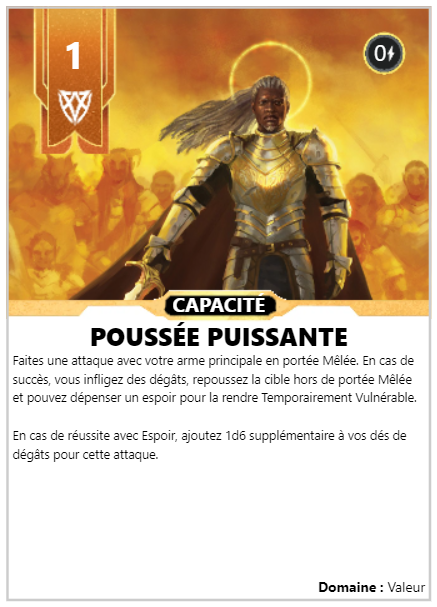 1
0
CAPACITÉ
POUSSÉE PUISSANTE
Faites une attaque avec votre arme principale en portée Mêlée. En cas de
succès, vous infligez des dégâts, repoussez la cible hors de portée Mêlée
et pouvez dépenser un espoir pour la rendre Temporairement Vulnérable.
En cas de réussite avec Espoir, ajoutez 1d6 supplémentaire à vos dés de
dégâts pour cette attaque.
Domaine : Valeur